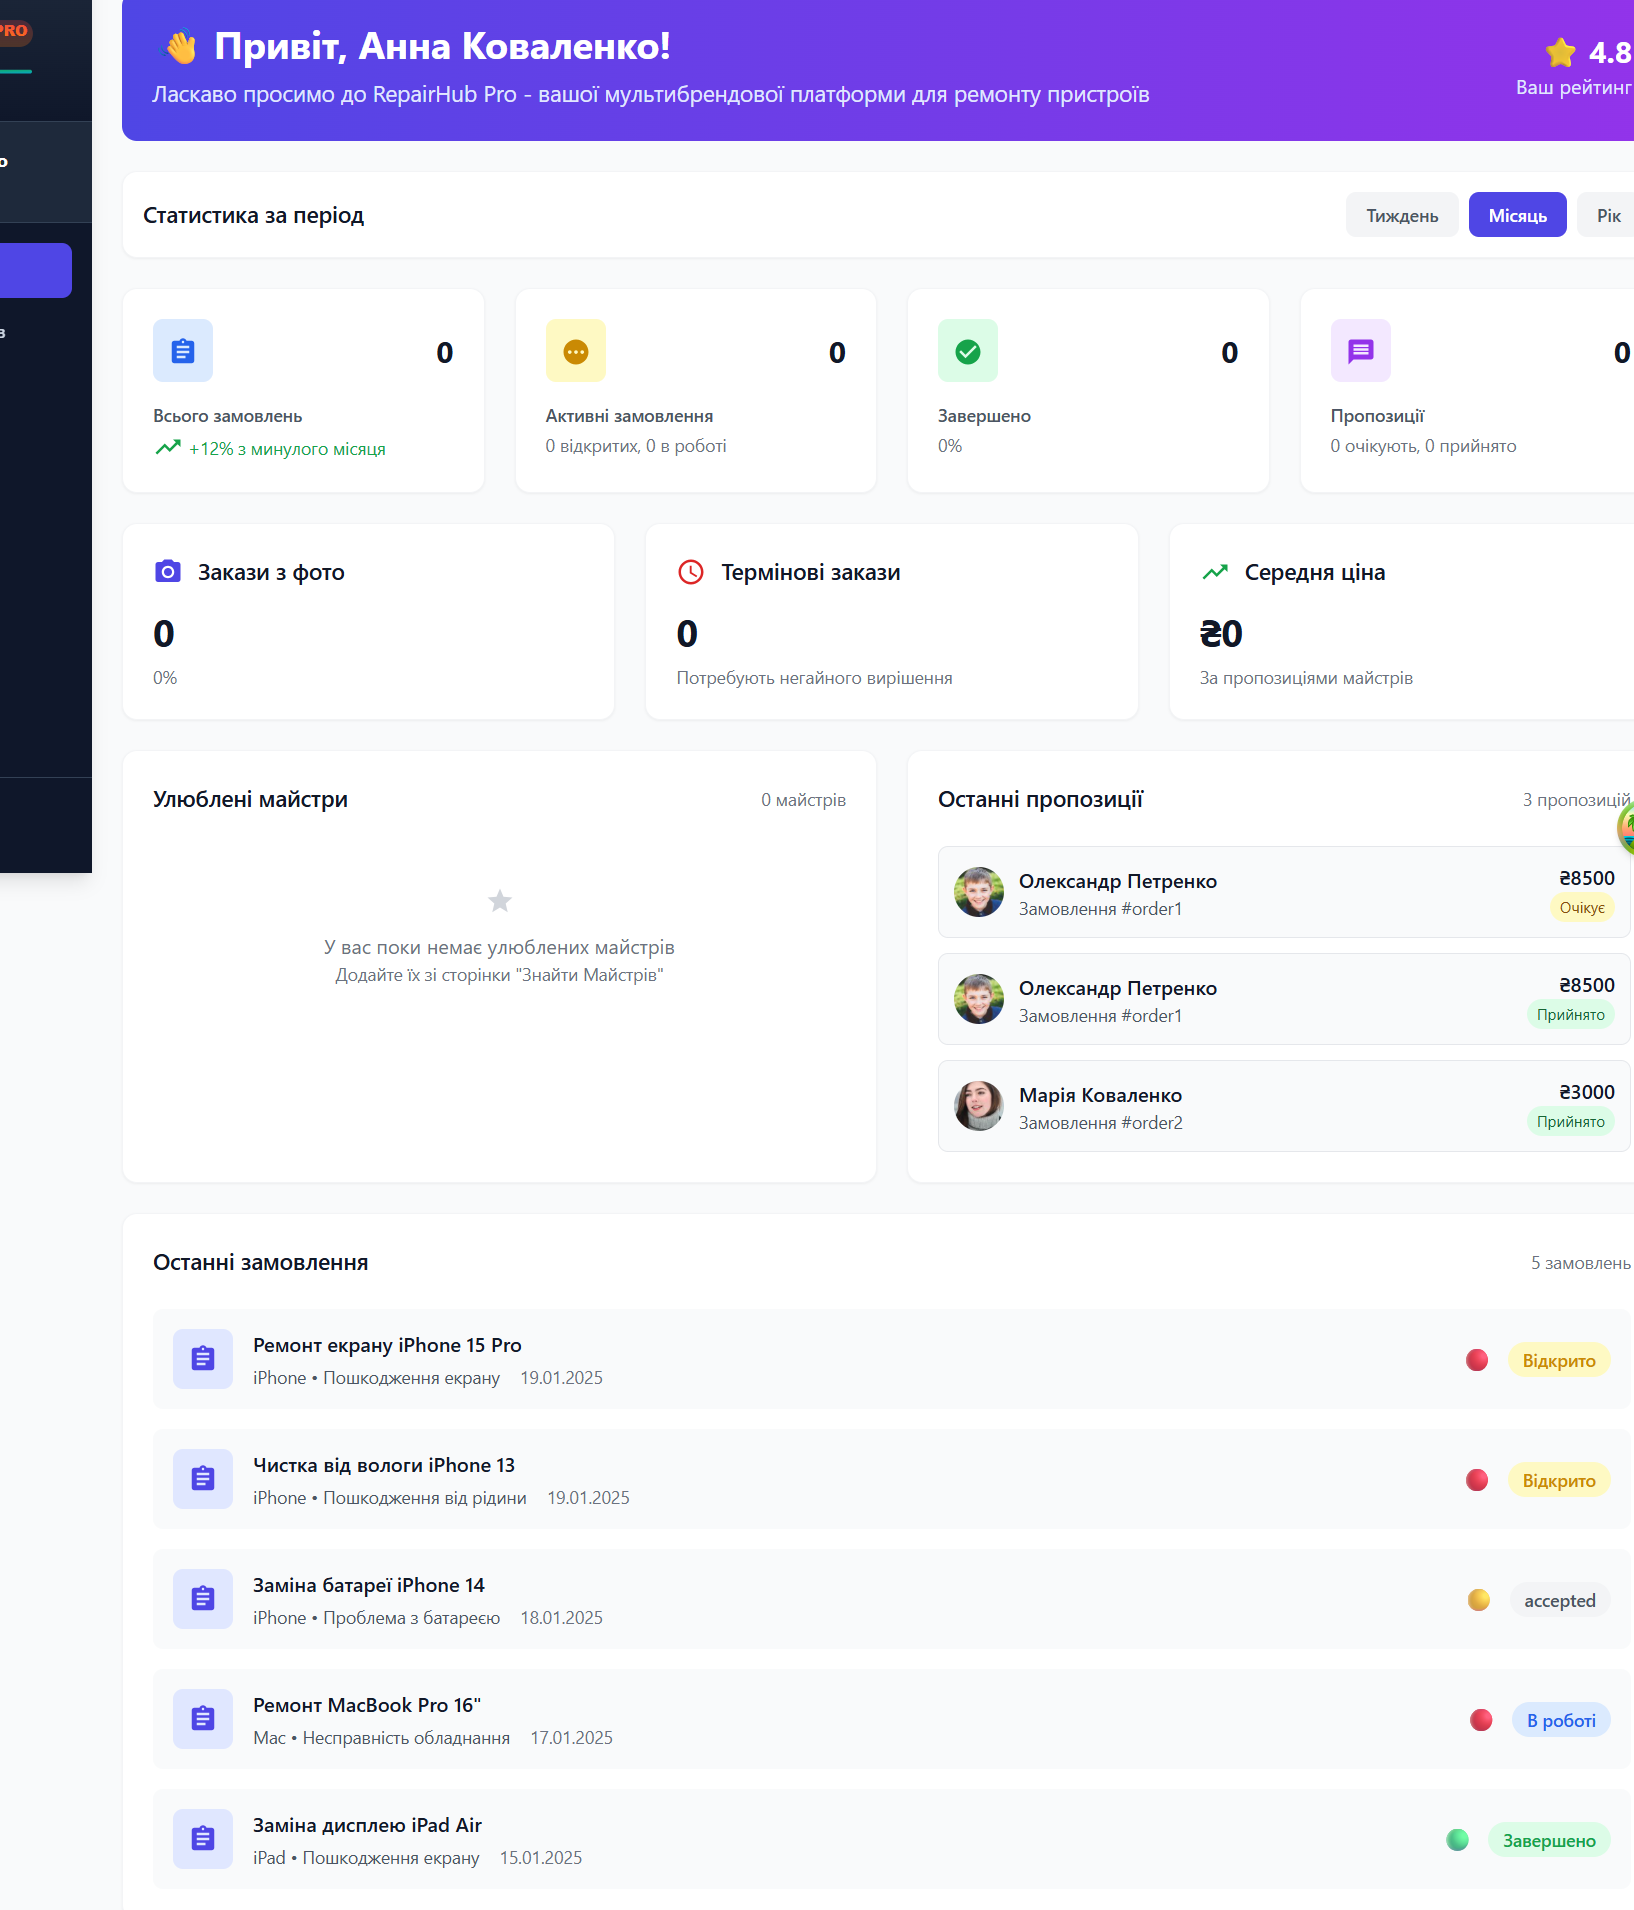 PRO
👋 Привіт, Анна Коваленко!
Ласкаво просимо до RepairHub Pro - вашої мультибрендової платформи для ремонту пристроїв
⭐ 4.8
Ваш рейтинг
Статистика за період
Тиждень
Місяць
Рік
0
Всього замовлень
+12% з минулого місяця
0
Активні замовлення
0 відкритих, 0 в роботі
0
Завершено
0%
0
Пропозиції
0 очікують, 0 прийнято
Закази з фото
0
0%
Термінові закази
0
Потребують негайного вирішення
Середня ціна
₴0
За пропозиціями майстрів
Улюблені майстри
0 майстрів
У вас поки немає улюблених майстрів
Додайте їх зі сторінки "Знайти Майстрів"
Останні пропозиції
3 пропозицій
Олександр Петренко
Замовлення #order1
₴8500
Очікує
Олександр Петренко
Замовлення #order1
₴8500
Прийнято
Марія Коваленко
Замовлення #order2
₴3000
Прийнято
Останні замовлення
5 замовлень
Ремонт екрану iPhone 15 Pro
iPhone • Пошкодження екрану 19.01.2025
Відкрито
Чистка від вологи iPhone 13
iPhone • Пошкодження від рідини 19.01.2025
Відкрито
Заміна батареї iPhone 14
iPhone • Проблема з батареєю 18.01.2025
accepted
Ремонт MacBook Pro 16"
Mac • Несправність обладнання 17.01.2025
В роботі
Заміна дисплею iPad Air
iPad • Пошкодження екрану 15.01.2025
Завершено